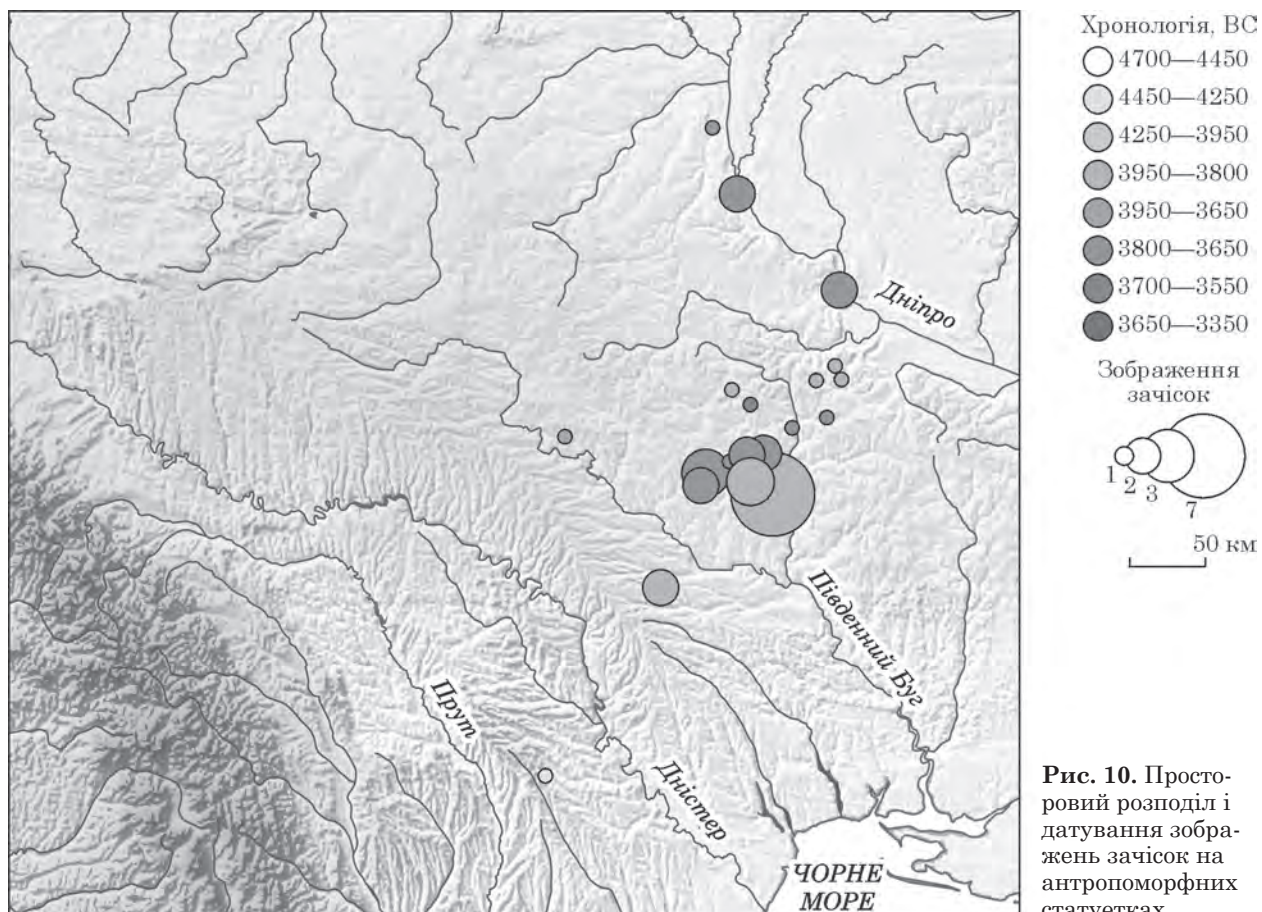 Хронологія, BC
4700—4450
4450—4250
4250—3950
3950—3800
3950—3650
3800—3650
3700—3550
3650—3350
Зображення
зачісок
1
2
3
7
50 км
Дніпро
Південний Буг
Прут
Дністер
ЧОРНЕ
МОРЕ
Рис. 10. Просто-
ровий розподіл і
датування зобра-
жень зачісок на
антропоморфних
статуетках